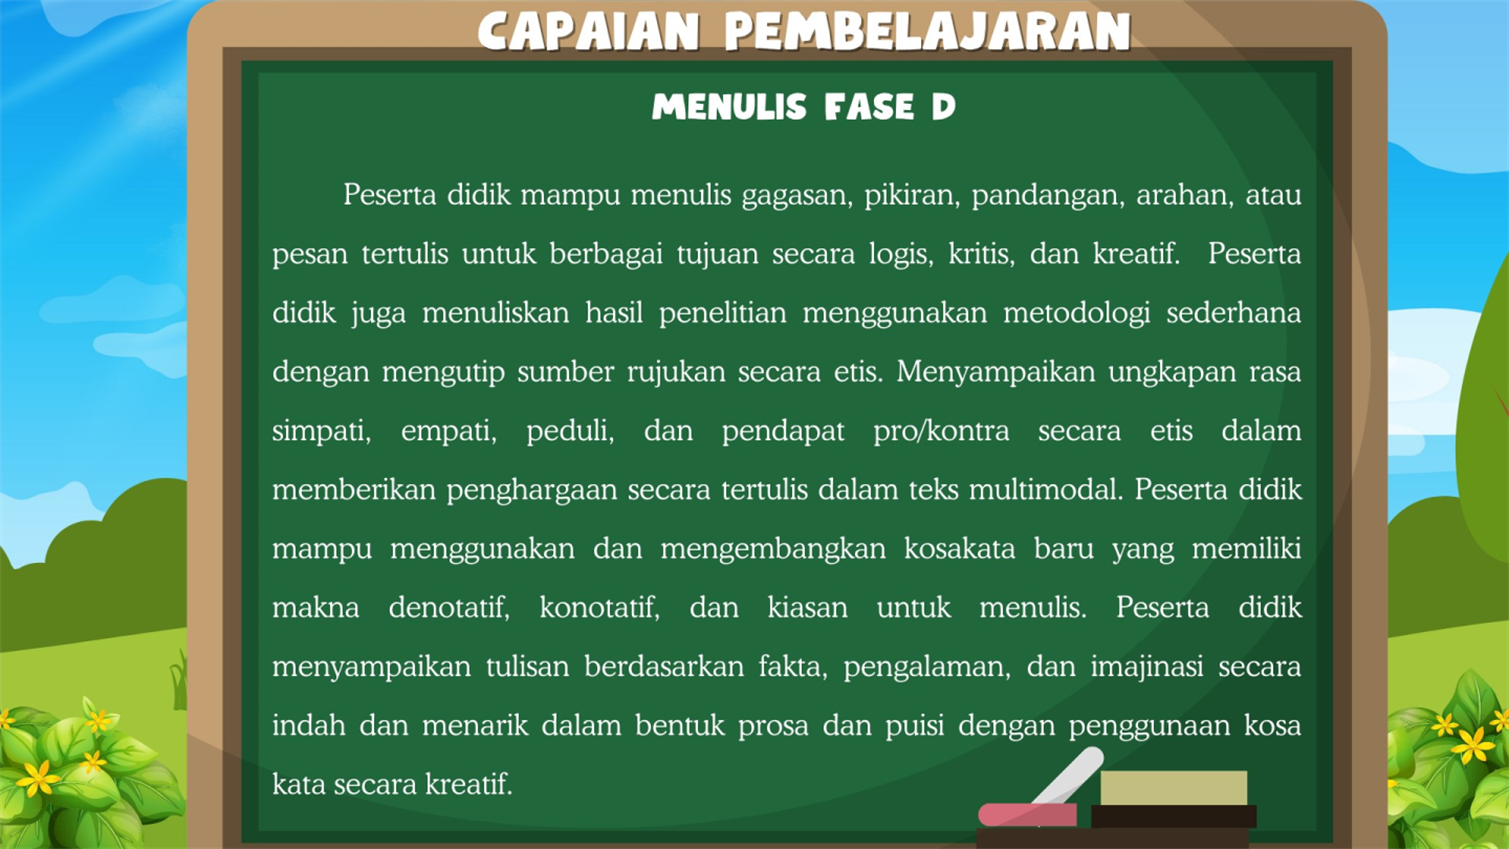 CAPAIAN PEMBELAJARAN
MENULIS FASE D
Peserta didik mampu menulis gagasan, pikiran, pandangan, arahan, atau
pesan tertulis untuk berbagai tujuan secara logis, kritis, dan kreatif. Peserta
didik juga menuliskan hasil penelitian menggunakan metodologi sederhana
dengan mengutip sumber rujukan secara etis. Menyampaikan ungkapan rasa
simpati, empati, peduli, dan pendapat pro/kontra secara etis dalam
memberikan penghargaan secara tertulis dalam teks multimodal. Peserta didik
mampu menggunakan dan mengembangkan kosakata baru yang memiliki
makna denotatif, konotatif, dan kiasan untuk menulis. Peserta didik
menyampaikan tulisan berdasarkan fakta, pengalaman, dan imajinasi secara
indah dan menarik dalam bentuk prosa dan puisi dengan penggunaan kosa
kata secara kreatif.